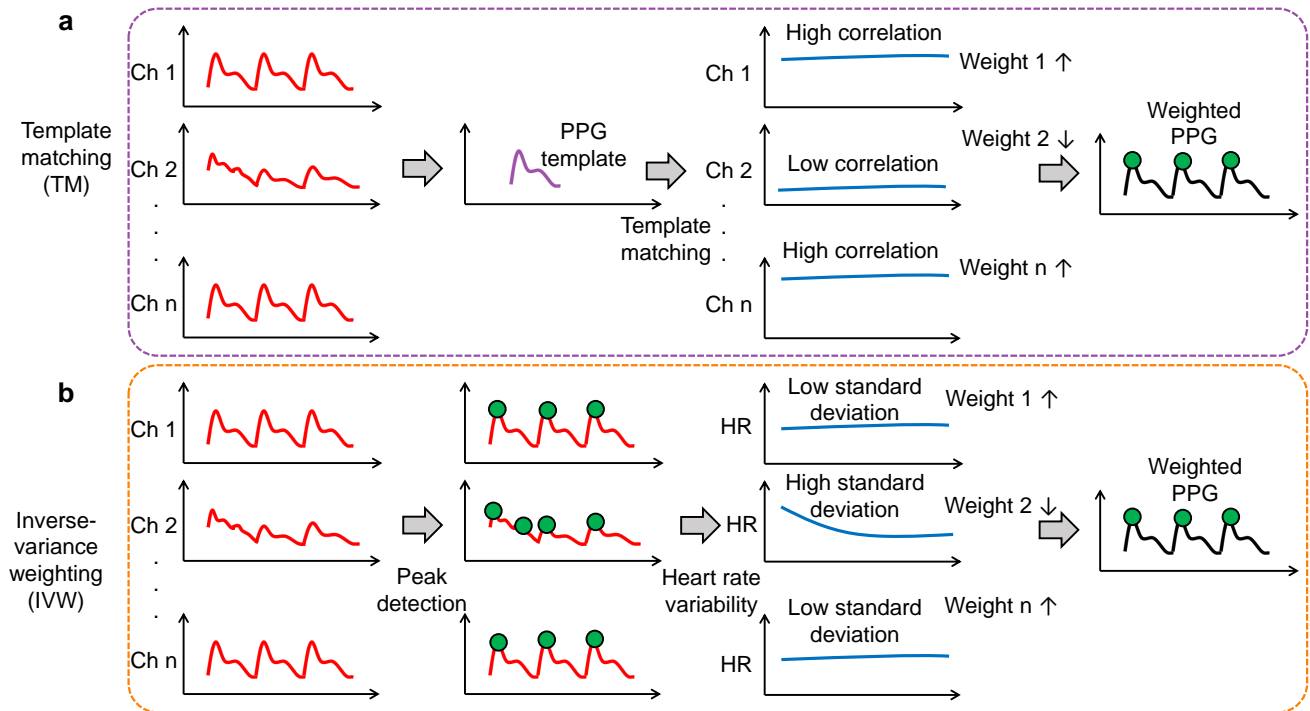 a
Template
matching
(TM)
Ch 1
Ch 2
.
.
.
Ch n
PPG
template
Template
matching
High correlation
Ch 1
Weight 1 ↑
Low correlation
Ch 2
Weight 2 ↓
.
.
.
High correlation
Ch n
Weight n ↑
Weighted
PPG
b
Inverse-
variance
weighting
(IVW)
Ch 1
Ch 2
.
.
.
Ch n
Peak
detection
Heart rate
variability
Low standard
deviation
HR
Weight 1 ↑
High standard
deviation
HR
Weight 2 ↓
Low standard
deviation
HR
Weight n ↑
Weighted
PPG